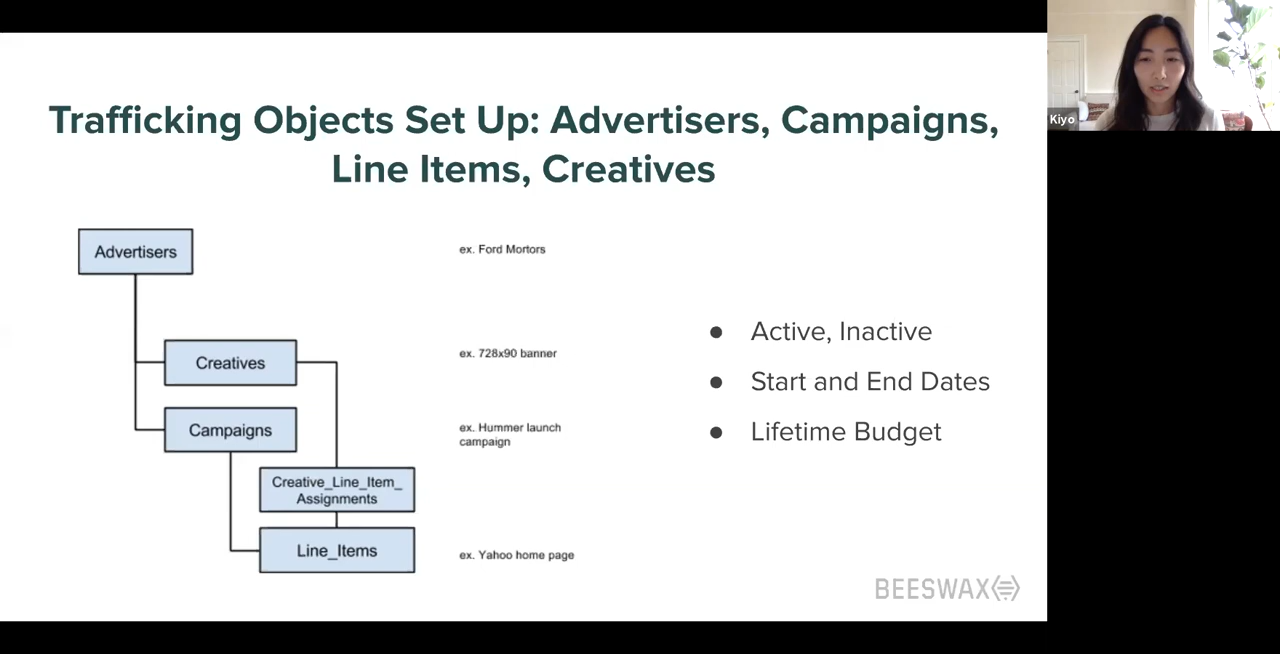 Trafficking Objects Set Up: Advertisers, Campaigns,
Line Items, Creatives
Kiyo
Advertisers
ex. Ford Mortors
Creatives
ex. 728x90 banner
Campaigns
ex. Hummer launch
campaign
Creative_Line_Item_
Assignments
Line_Items
ex. Yahoo home page
● Active, Inactive
● Start and End Dates
● Lifetime Budget
BEESWAX